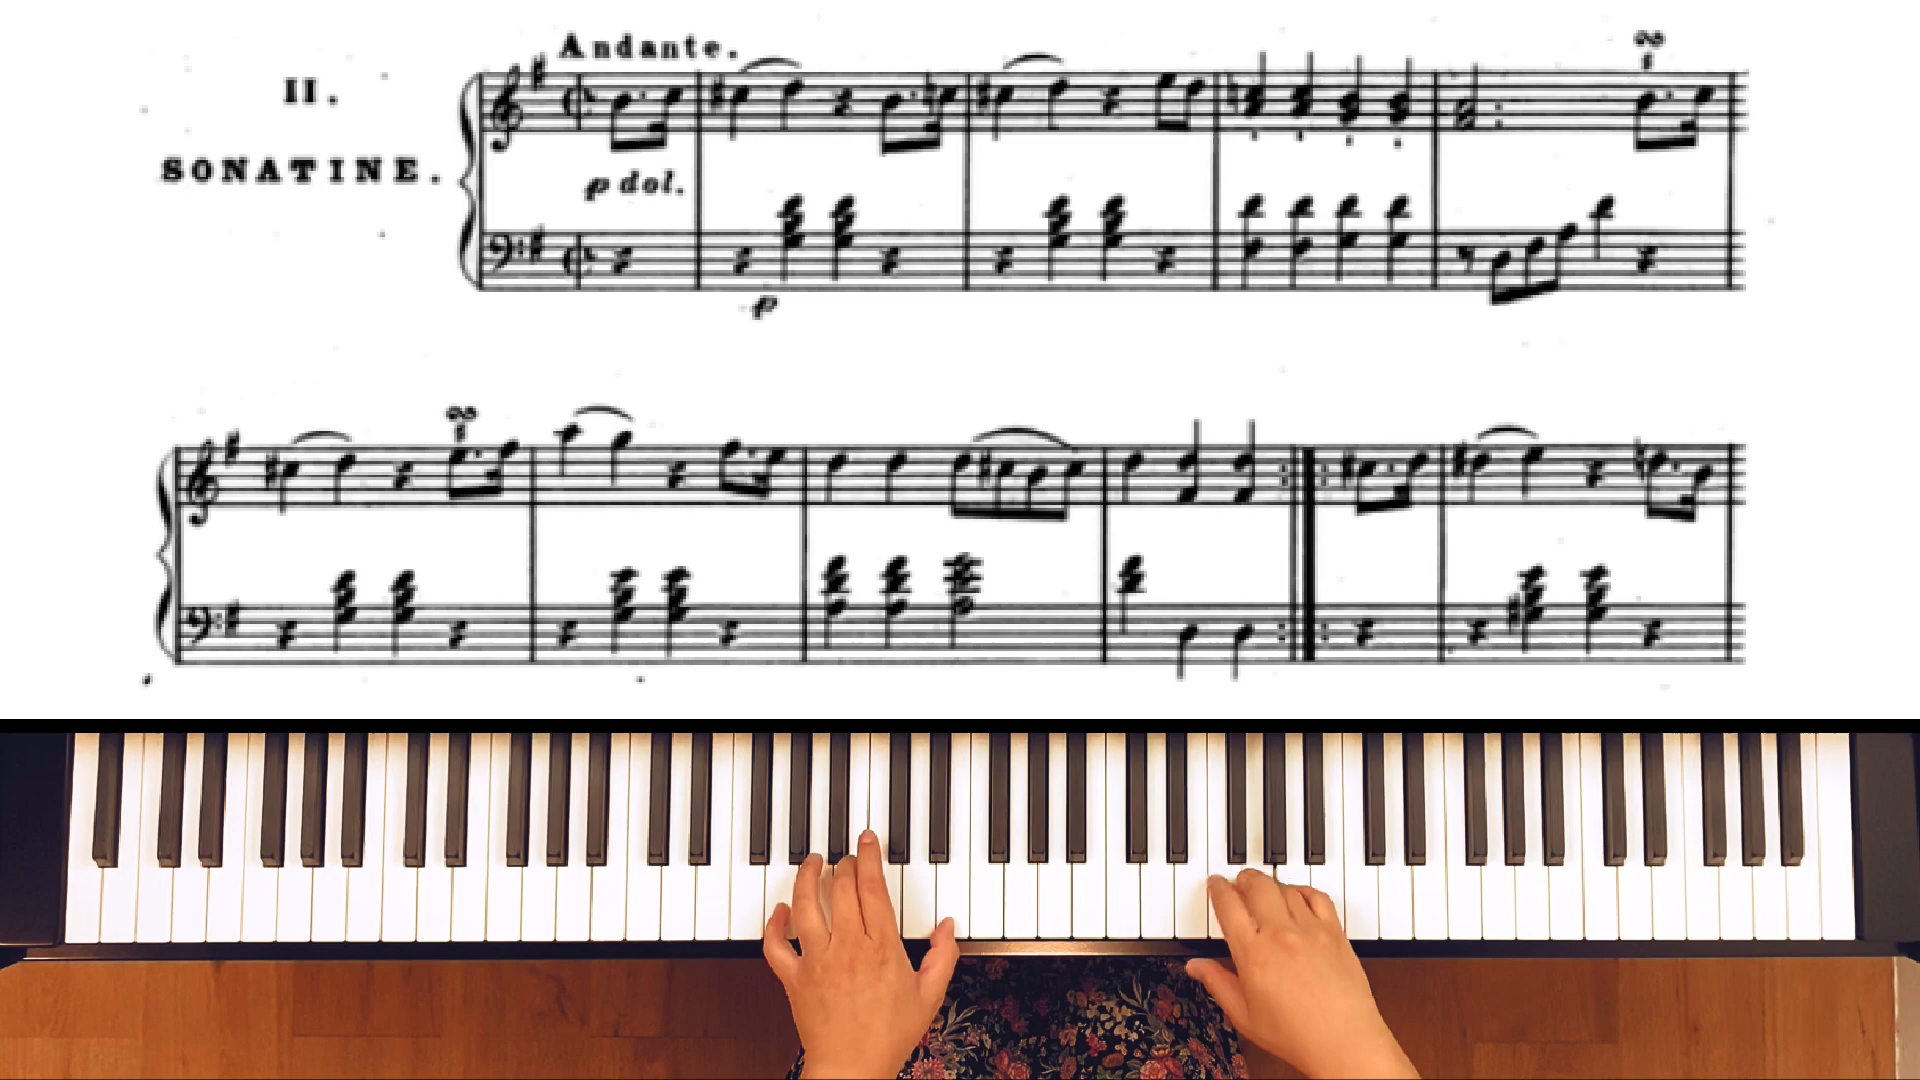 Andante.
II.
SONATINE.
p dol.
p